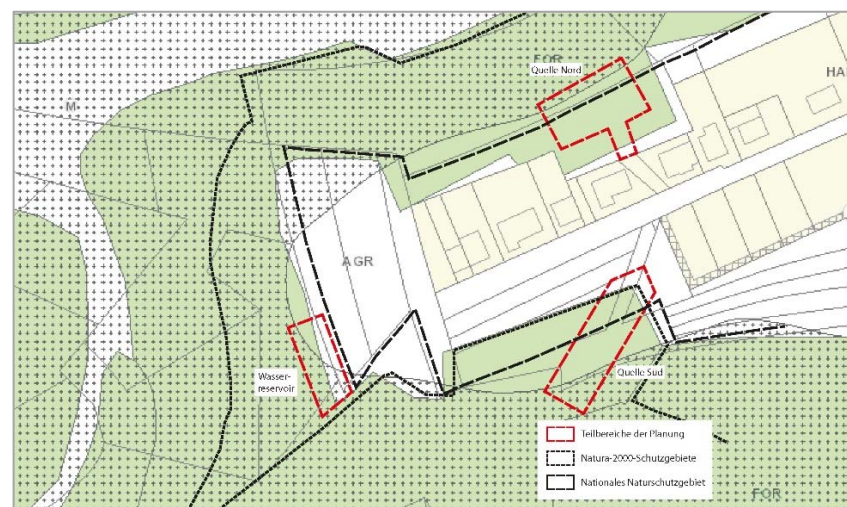 FOR
Quelle Nord
HA
M
AGR
Wasser-
reservoir
Quelle Sud
Teilbereiche der Planung
Natura-2000-Schutzgebiete
Nationales Naturschutzgebiet
FOR